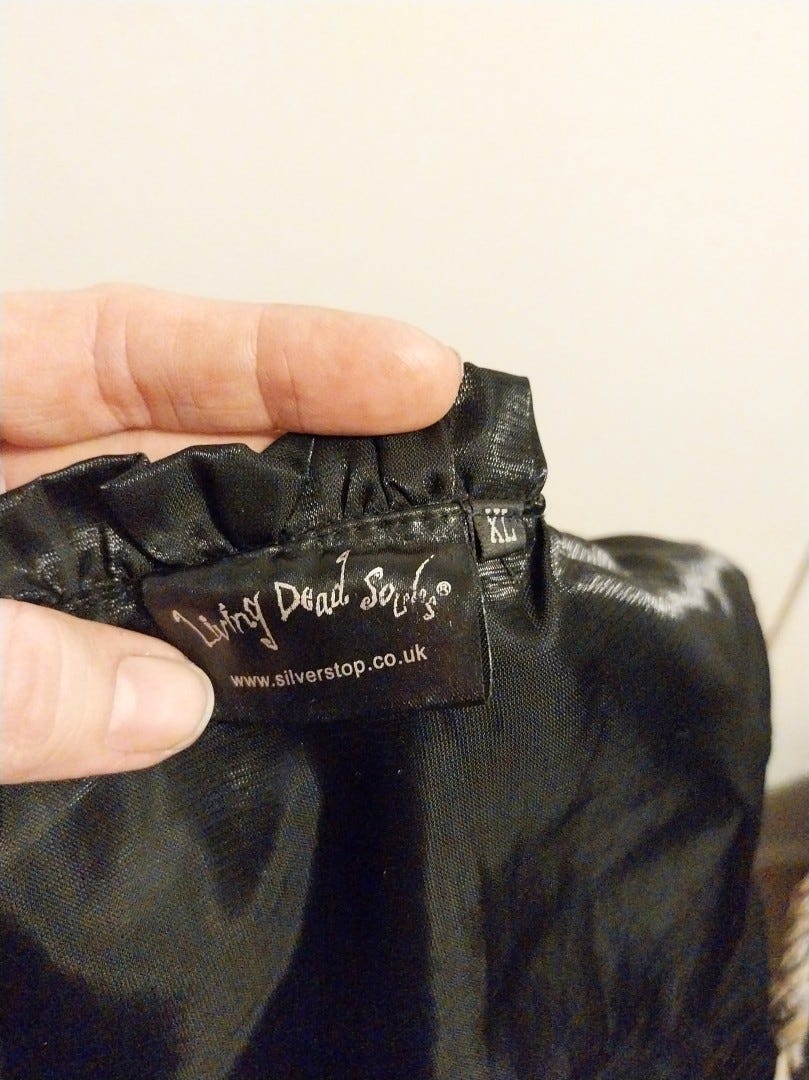 XL
Living Dead Souls®
www.silverstop.co.uk